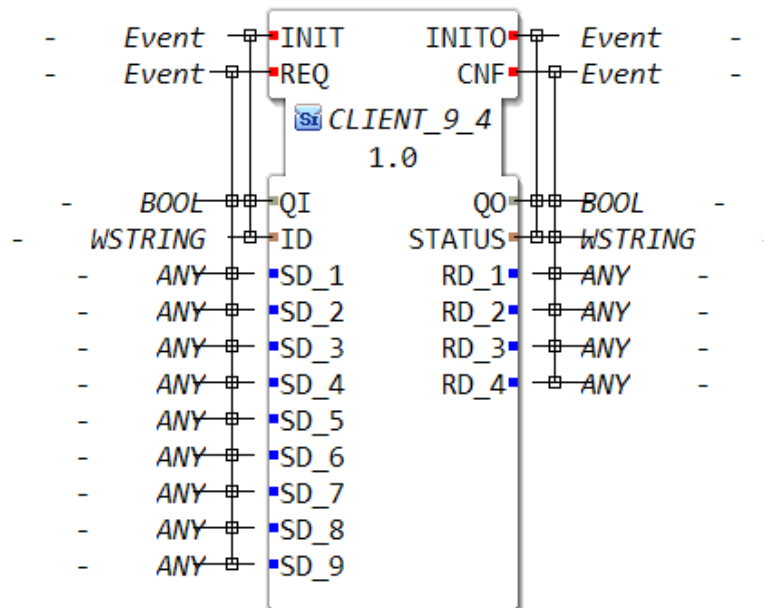 - Event INIT INITO Event -
- Event REQ CNF Event -
Si CLIENT_9_4
1.0
- BOOL QI QO BOOL -
- WSTRING ID STATUS WSTRING -
- ANY SD_1 RD_1 ANY -
- ANY SD_2 RD_2 ANY -
- ANY SD_3 RD_3 ANY -
- ANY SD_4 RD_4 ANY -
- ANY SD_5
- ANY SD_6
- ANY SD_7
- ANY SD_8
- ANY SD_9